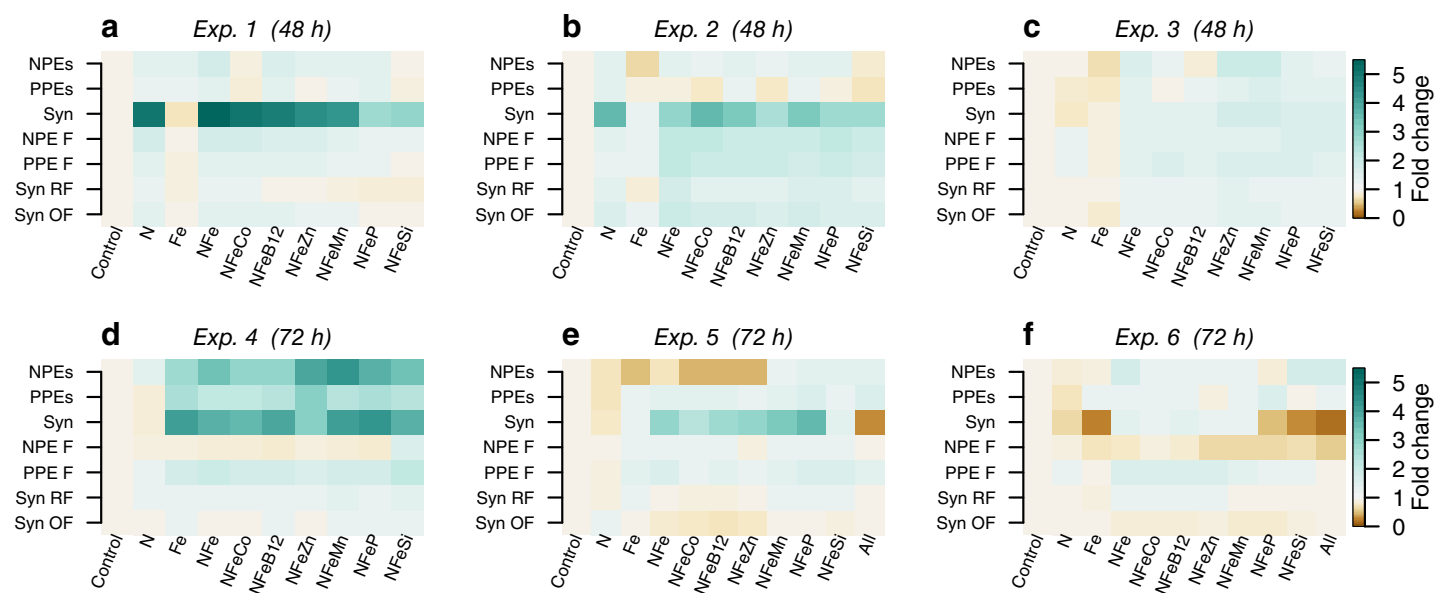 a Exp. 1 (48 h)
NPEs
PPEs
Syn
NPE F
PPE F
Syn RF
Syn OF
Control N Fe NFe NFeCo NFeB12 NFeZn NFeMn NFeP NFeSi
b Exp. 2 (48 h)
NPEs
PPEs
Syn
NPE F
PPE F
Syn RF
Syn OF
Control N Fe NFe NFeCo NFeB12 NFeZn NFeMn NFeP NFeSi
c Exp. 3 (48 h)
NPEs
PPEs
Syn
NPE F
PPE F
Syn RF
Syn OF
Control N Fe NFe NFeCo NFeB12 NFeZn NFeMn NFeP NFeSi
5
4
3
2
1
0
Fold change
d Exp. 4 (72 h)
NPEs
PPEs
Syn
NPE F
PPE F
Syn RF
Syn OF
Control N Fe NFe NFeCo NFeB12 NFeZn NFeMn NFeP NFeSi
e Exp. 5 (72 h)
NPEs
PPEs
Syn
NPE F
PPE F
Syn RF
Syn OF
Control N Fe NFe NFeCo NFeB12 NFeZn NFeMn NFeP NFeSi All
f Exp. 6 (72 h)
NPEs
PPEs
Syn
NPE F
PPE F
Syn RF
Syn OF
Control N Fe NFe NFeCo NFeB12 NFeZn NFeMn NFeP NFeSi All
5
4
3
2
1
0
Fold change